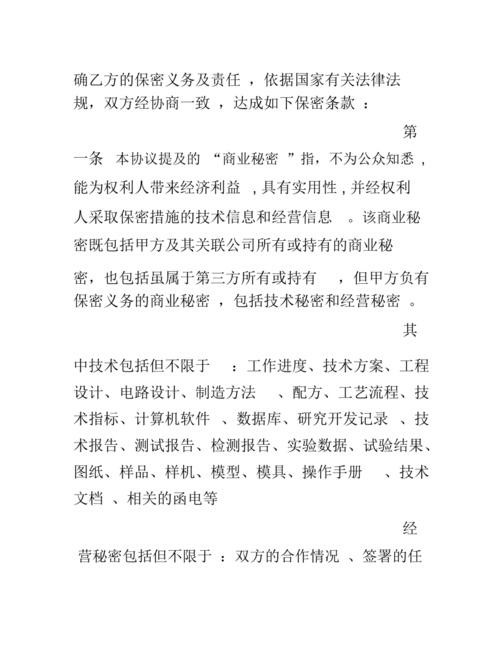 确乙方的保密义务及责任 ，依据国家有关法律法
规，双方经协商一致 ，达成如下保密条款 ：
第
一条 本协议提及的 “商业秘密 ”指，不为公众知悉 ,
能为权利人带来经济利益 ,具有实用性 , 并经权利
人采取保密措施的技术信息和经营信息 。该商业秘
密既包括甲方及其关联公司所有或持有的商业秘
密，也包括虽属于第三方所有或持有 ，但甲方负有
保密义务的商业秘密 ，包括技术秘密和经营秘密 。
其
中技术包括但不限于 ：工作进度、技术方案、工程
设计、电路设计、制造方法 、配方、工艺流程、技
术指标、计算机软件 、数据库、研究开发记录 、技
术报告、测试报告、检测报告、实验数据、试验结果、
图纸、样品、样机、模型、模具、操作手册 、技术
文档 、相关的函电等
经
营秘密包括但不限于 ：双方的合作情况 、签署的任